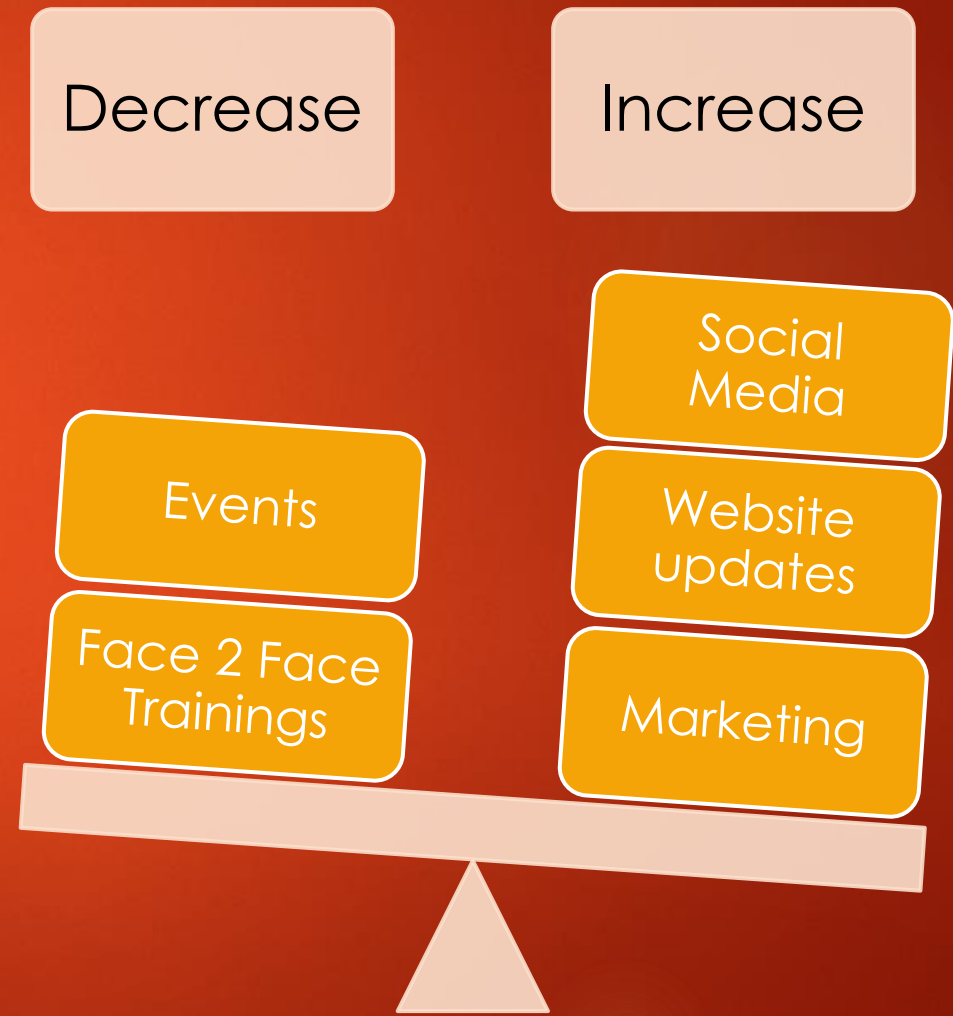 Decrease
Increase
Events
Face 2 Face
Trainings
Social
Media
Website
updates
Marketing